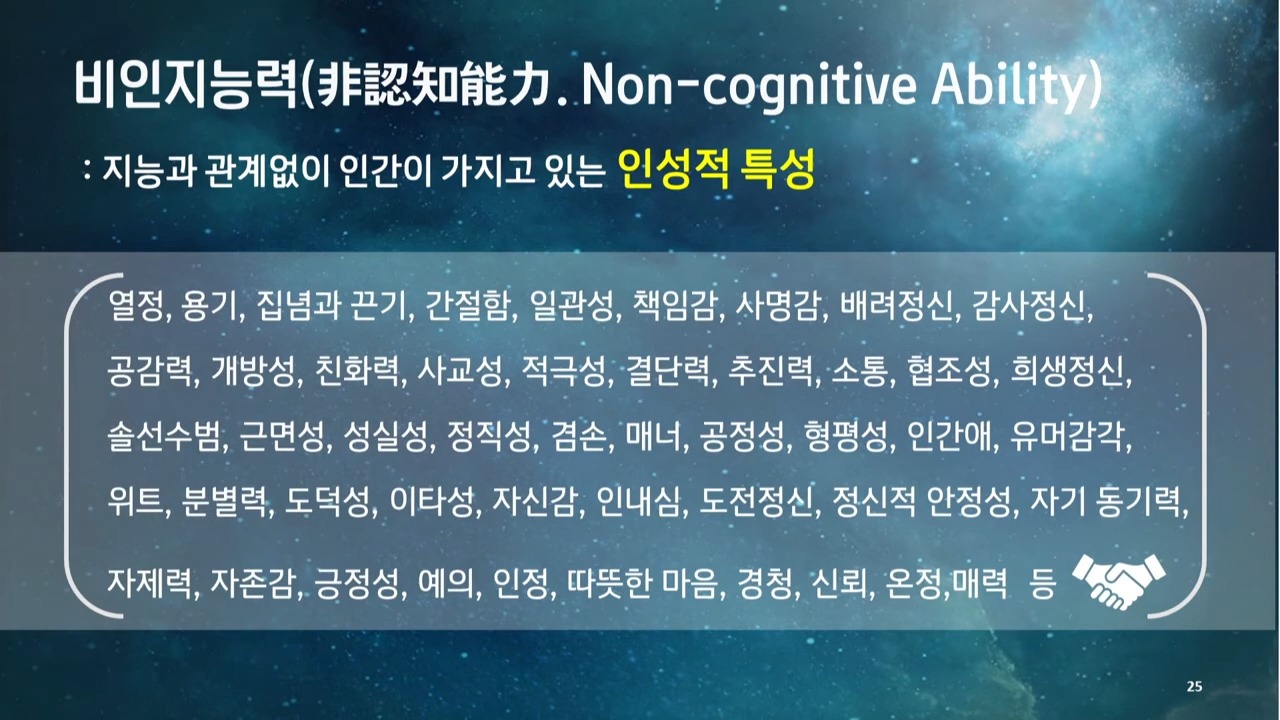 비인지능력(非認知能力. Non-cognitive Ability)
: 지능과 관계없이 인간이 가지고 있는 인성적 특성
열정, 용기, 집념과 끈기, 간절함, 일관성, 책임감, 사명감, 배려정신, 감사정신,
공감력, 개방성, 친화력, 사교성, 적극성, 결단력, 추진력, 소통, 협조성, 희생정신,
솔선수범, 근면성, 성실성, 정직성, 겸손, 매너, 공정성, 형평성, 인간애, 유머감각,
위트, 분별력, 도덕성, 이타성, 자신감, 인내심, 도전정신, 정신적 안정성, 자기 동기력,
자제력, 자존감, 긍정성, 예의, 인정, 따뜻한 마음, 경청, 신뢰, 온정,매력 등
25